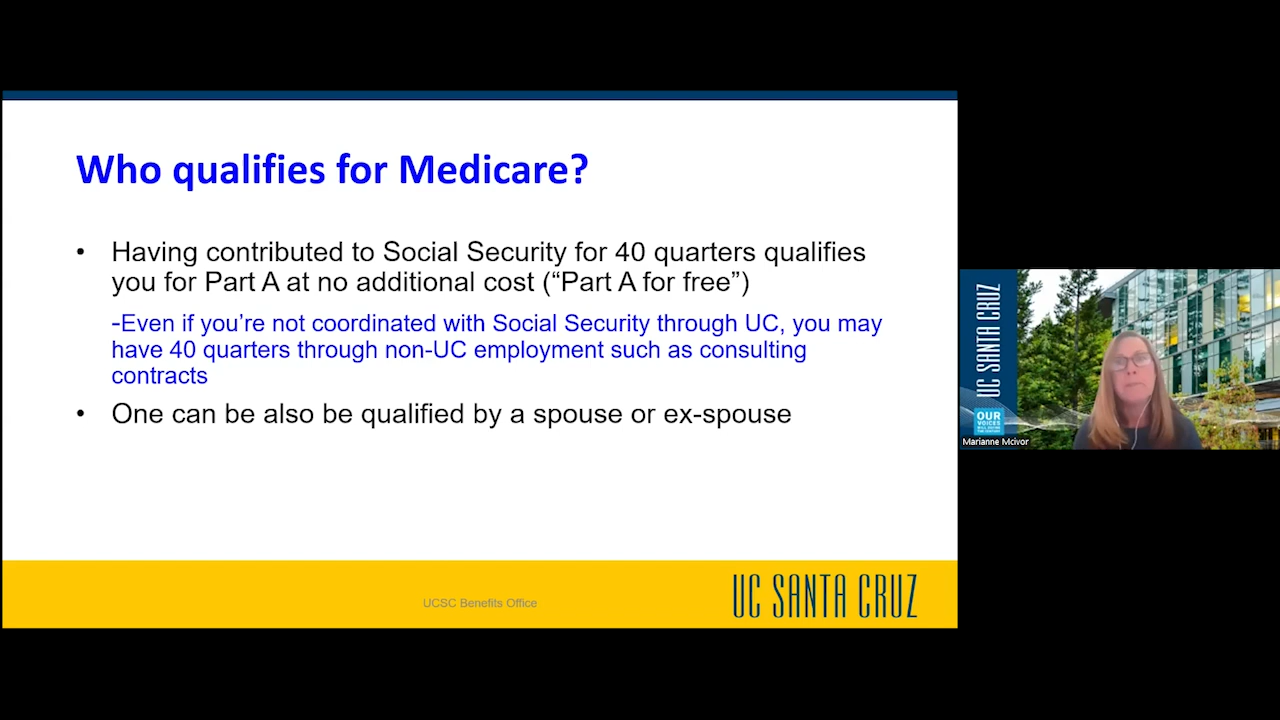 Who qualifies for Medicare?
• Having contributed to Social Security for 40 quarters qualifies
you for Part A at no additional cost (“Part A for free”)
-Even if you’re not coordinated with Social Security through UC, you may
have 40 quarters through non-UC employment such as consulting
contracts
• One can be also be qualified by a spouse or ex-spouse
UCSC Benefits Office
UC SANTA CRUZ
UC SANTA CRUZ
OUR
VOICES
Marianne Mcivor